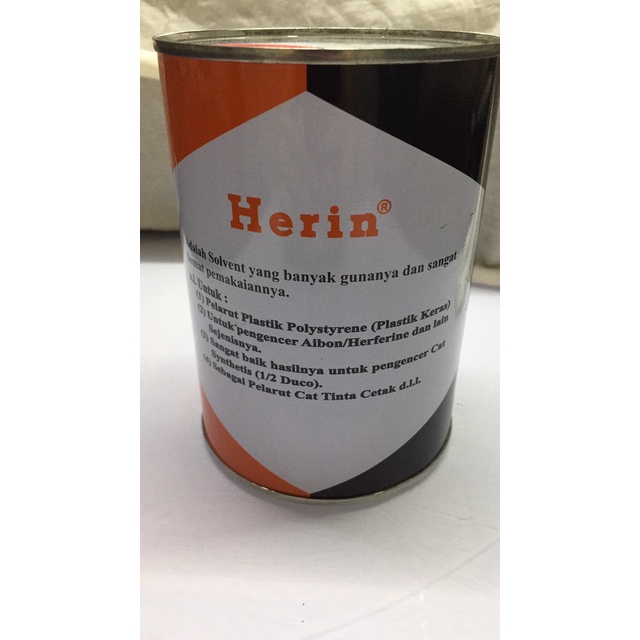 Herin®
adalah Solvent yang banyak gunanya dan sangat
hemat pemakaiannya.
a.l. Untuk :
(1) Pelarut Plastik Polystyrene (Plastik Keras)
(2) Untuk pengencer Aibon/Herferine dan lain
Sejenisnya.
(3) Sangat baik hasilnya untuk pengencer Cat
Synthetis (1/2 Duco).
(4) Sebagai Pelarut Cat Tinta Cetak d.l.l.